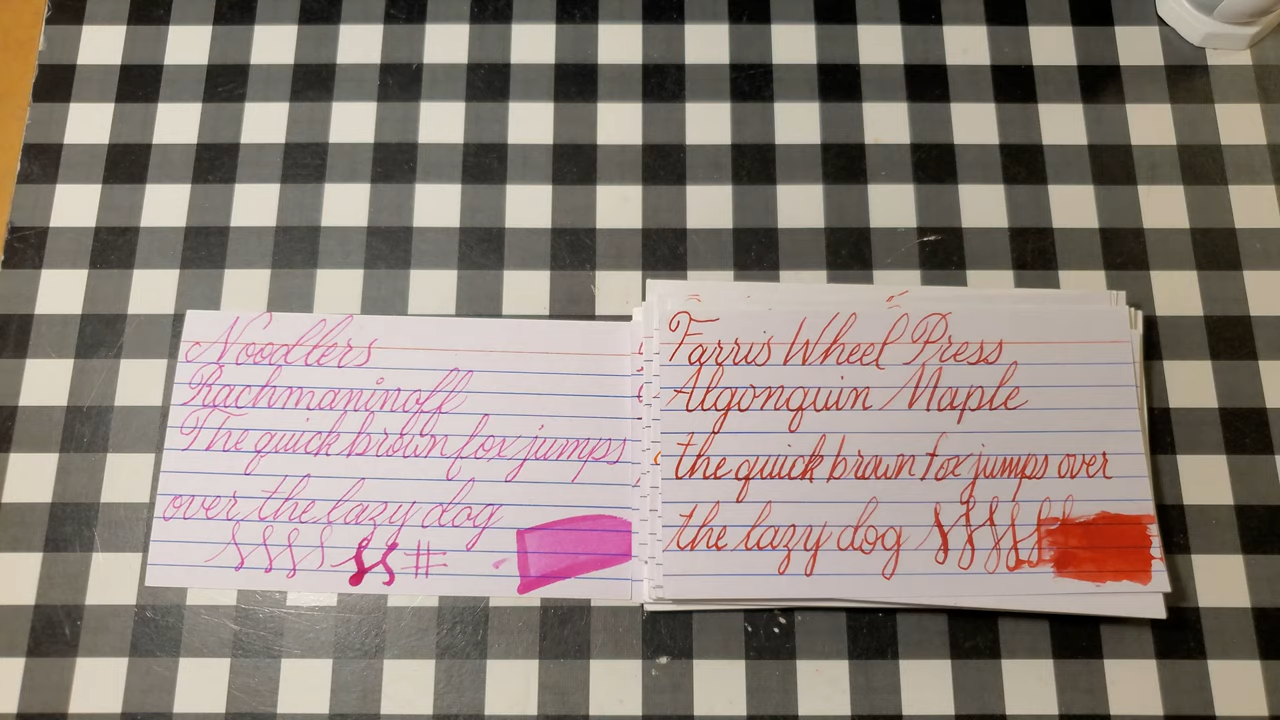 Noodlers
Rachmaninoff
The quick brown fox jumps
over the lazy dog
#
Farris Wheel Press
Algonquin Maple
the quick brown fox jumps over
the lazy dog